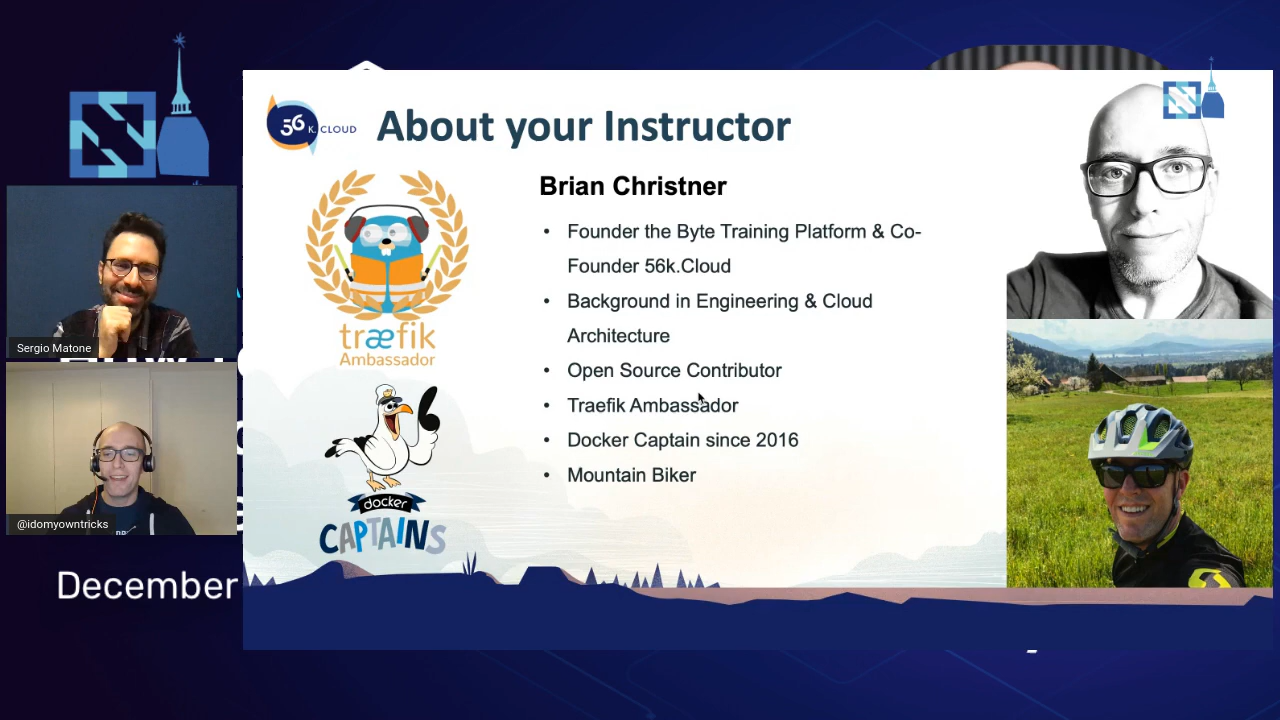 56
K. CLOUD
About your Instructor
Brian Christner
træfik
Ambassador
docker
CAPTAINS
• Founder the Byte Training Platform & Co-
Founder 56k.Cloud
• Background in Engineering & Cloud
Architecture
• Open Source Contributor
• Traefik Ambassador
• Docker Captain since 2016
• Mountain Biker
Sergio Matone
@idomyowntricks
December